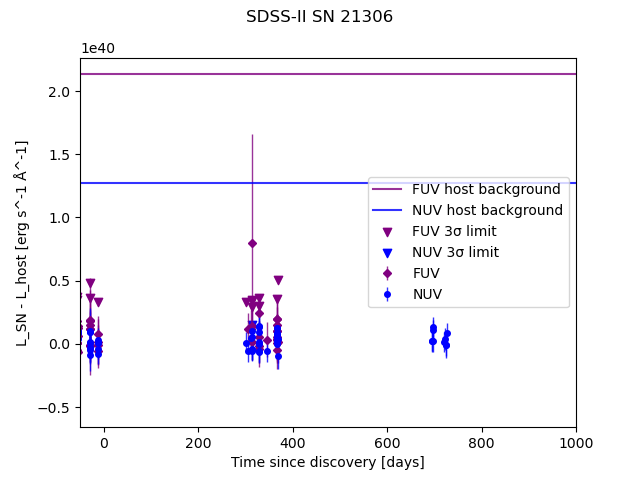 SDSS-II SN 21306
1e40
L_SN - L_host [erg s^-1 Å^-1]
2.0
1.5
1.0
0.5
0.0
−0.5
FUV host background
NUV host background
FUV 3σ limit
NUV 3σ limit
FUV
NUV
0 200 400 600 800 1000
Time since discovery [days]